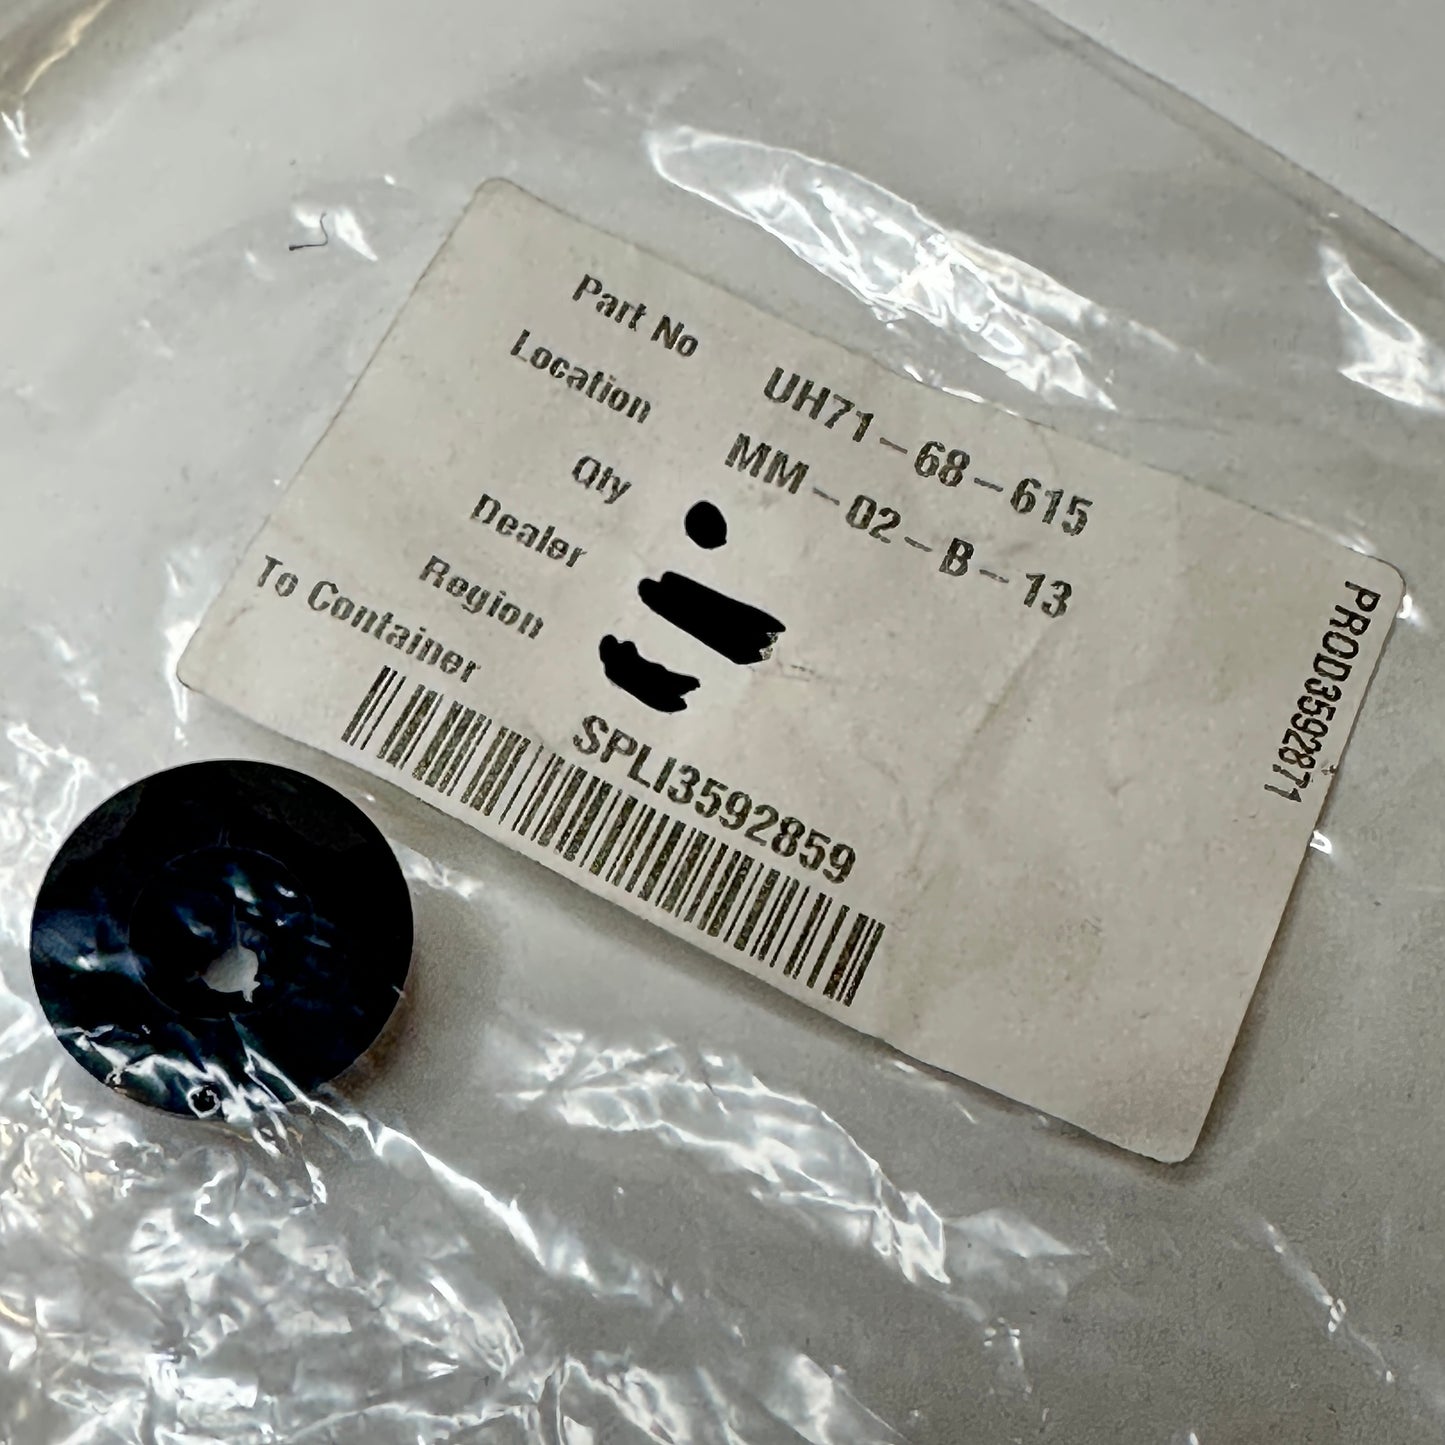 Part No UH71-68-615
Location MM-02-B-13
Qty
Dealer
Region
To Container SPLI3592859
PROD3592871